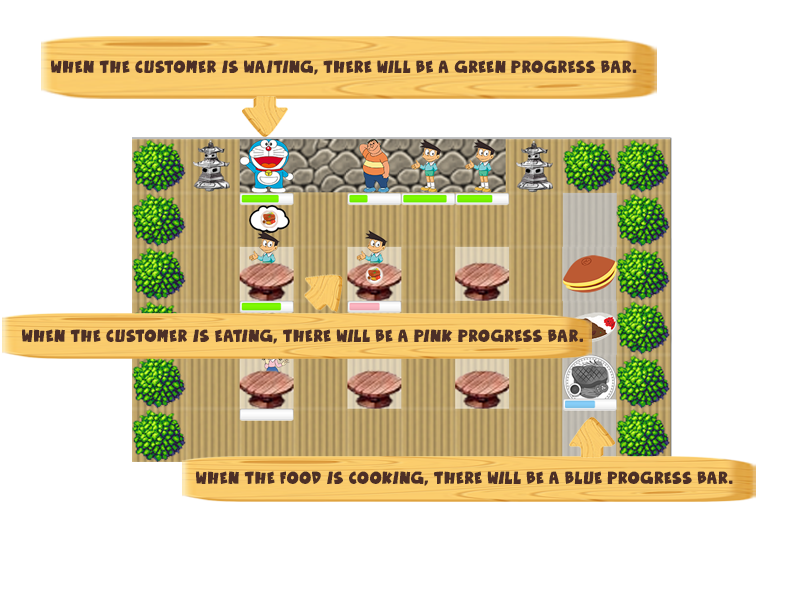 WHEN THE CUSTOMER IS WAITING, THERE WILL BE A GREEN PROGRESS BAR.
WHEN THE CUSTOMER IS EATING, THERE WILL BE A PINK PROGRESS BAR.
WHEN THE FOOD IS COOKING, THERE WILL BE A BLUE PROGRESS BAR.